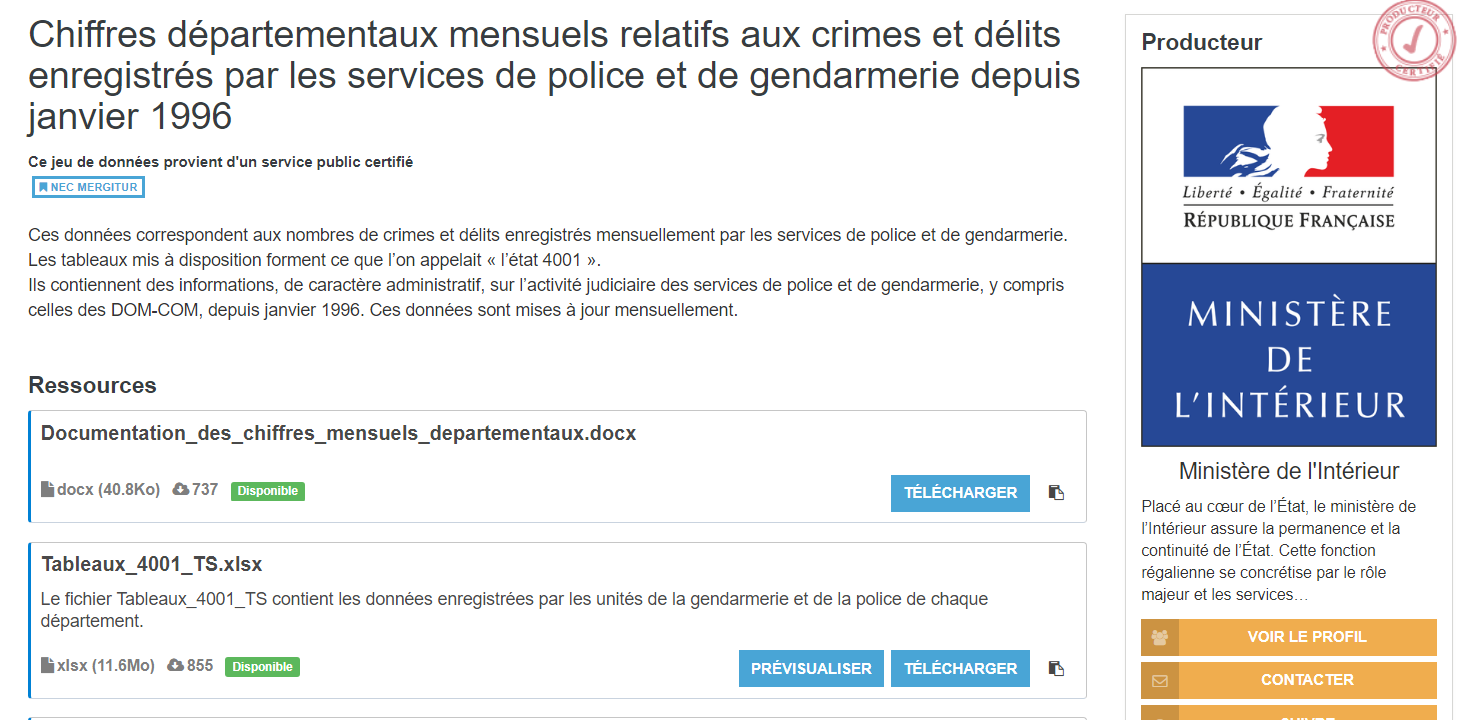 Chiffres départementaux mensuels relatifs aux crimes et délits
enregistrés par les services de police et de gendarmerie depuis
janvier 1996
Ce jeu de données provient d'un service public certifié
NEC MERGITUR
Ces données correspondent aux nombres de crimes et délits enregistrés mensuellement par les services de police et de gendarmerie.
Les tableaux mis à disposition forment ce que l’on appelait « l’état 4001 ».
Ils contiennent des informations, de caractère administratif, sur l’activité judiciaire des services de police et de gendarmerie, y compris
celles des DOM-COM, depuis janvier 1996. Ces données sont mises à jour mensuellement.
Ressources
Documentation_des_chiffres_mensuels_departementaux.docx
docx (40.8Ko) 737 Disponible
TÉLÉCHARGER
Tableaux_4001_TS.xlsx
Le fichier Tableaux_4001_TS contient les données enregistrées par les unités de la gendarmerie et de la police de chaque
département.
xlsx (11.6Mo) 855 Disponible
PRÉVISUALISER TÉLÉCHARGER
Producteur
PRODUCTEUR
CERTIFIÉ
Liberté • Égalité • Fraternité
RÉPUBLIQUE FRANÇAISE
MINISTÈRE
DE
L’INTÉRIEUR
Ministère de l'Intérieur
Placé au cœur de l’État, le ministère de
l’Intérieur assure la permanence et la
continuité de l’État. Cette fonction
régalienne se concrétise par le rôle
majeur et les services…
VOIR LE PROFIL
CONTACTER
SUIVRE